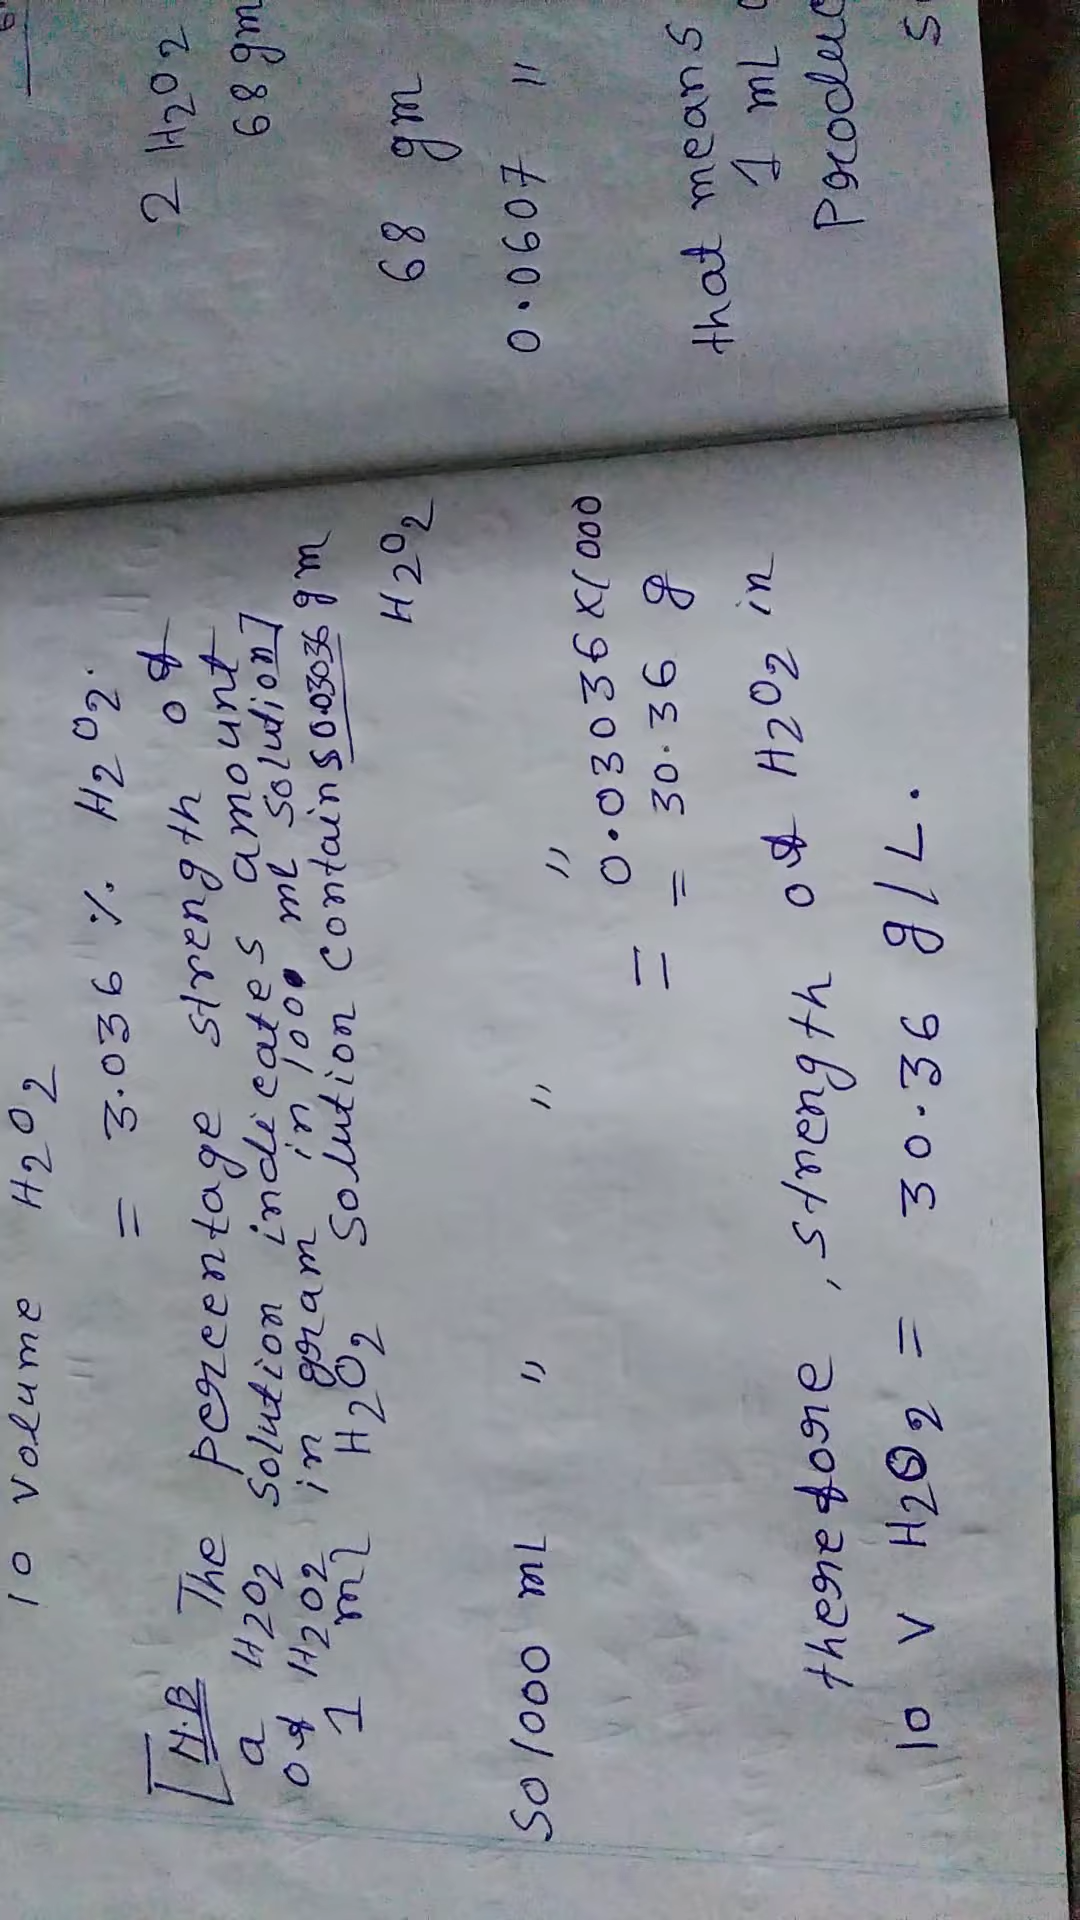 10 volume H2O2
= 3.036 %. H2O2.
[N.B The percentage strength of
a H2O2 solution indicates amount
of H2O2 in gram in 100 ml solution]
1 ml H2O2 solution contains 0.03036 gm
H2O2
So 1000 mL " " "
= 0.03036 x 1000
= 30.36 g
therefore, strength of H2O2 in
10 V H2O2 = 30.36 g/L.
2 H2O2
68 gm
68 gm
0.0607 "
that means
1 mL
Produc